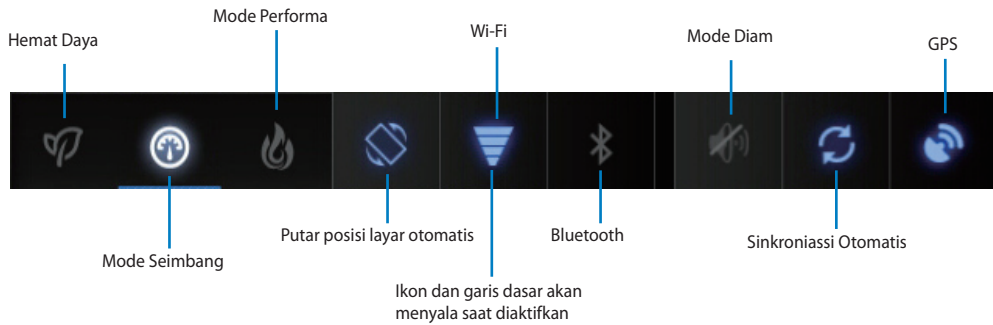 Mode Performa
Hemat Daya
Wi-Fi
Mode Diam
GPS
Putar posisi layar otomatis
Bluetooth
Sinkroniassi Otomatis
Mode Seimbang
Ikon dan garis dasar akan
menyala saat diaktifkan